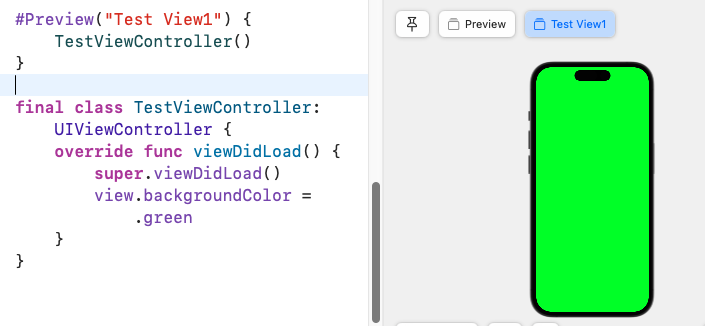 #Preview("Test View1") {
    TestViewController()
}
final class TestViewController:
    UIViewController {
    override func viewDidLoad() {
        super.viewDidLoad()
        view.backgroundColor =
            .green
    }
}
Preview
Test View1